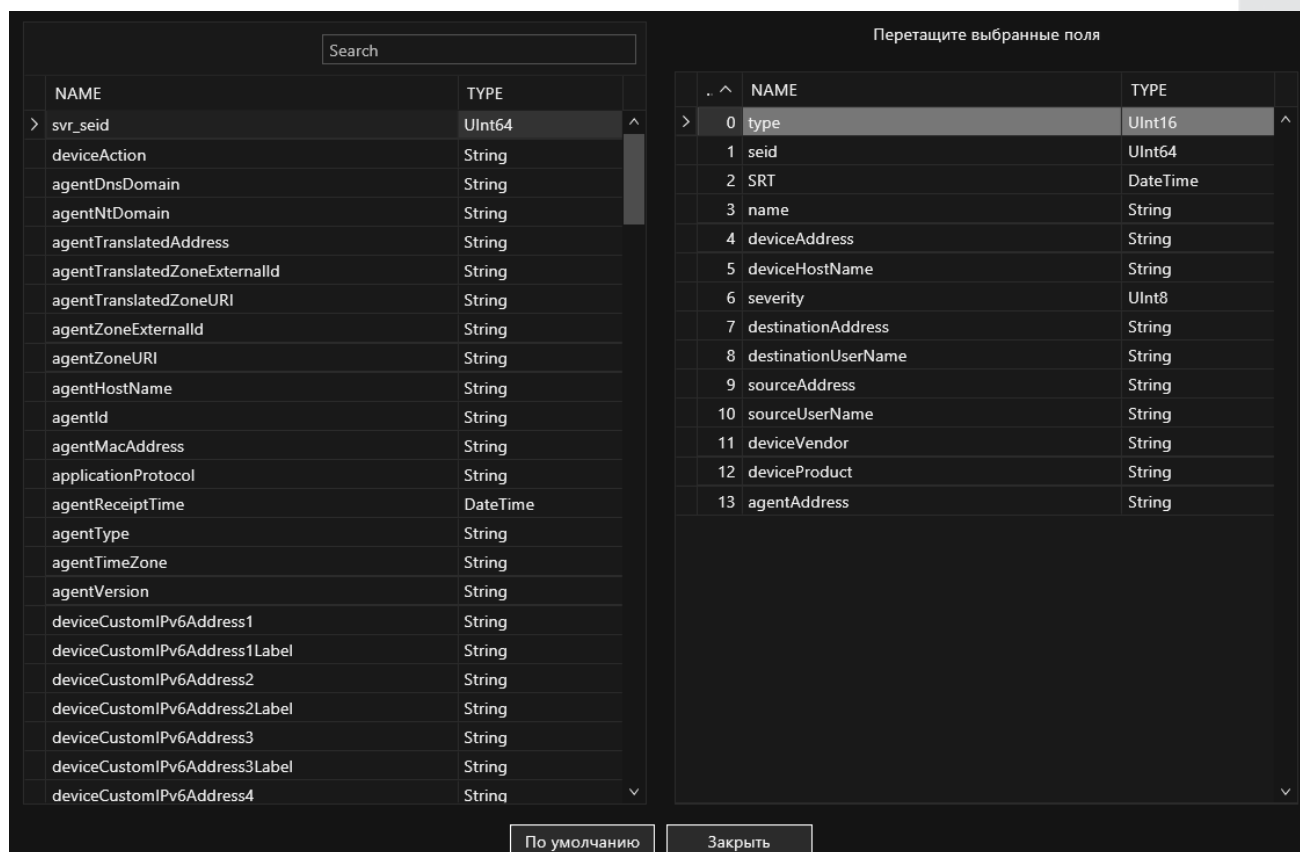 Search
NAME TYPE
svr_seid UInt64
deviceAction String
agentDnsDomain String
agentNtDomain String
agentTranslatedAddress String
agentTranslatedZoneExternalId String
agentTranslatedZoneURI String
agentZoneExternalId String
agentZoneURI String
agentHostName String
agentId String
agentMacAddress String
applicationProtocol String
agentReceiptTime DateTime
agentType String
agentTimeZone String
agentVersion String
deviceCustomIPv6Address1 String
deviceCustomIPv6Address1Label String
deviceCustomIPv6Address2 String
deviceCustomIPv6Address2Label String
deviceCustomIPv6Address3 String
deviceCustomIPv6Address3Label String
deviceCustomIPv6Address4 String
Перетащите выбранные поля
.. NAME TYPE
0 type UInt16
1 seid UInt64
2 SRT DateTime
3 name String
4 deviceAddress String
5 deviceHostName String
6 severity UInt8
7 destinationAddress String
8 destinationUserName String
9 sourceAddress String
10 sourceUserName String
11 deviceVendor String
12 deviceProduct String
13 agentAddress String
По умолчанию Закрыть